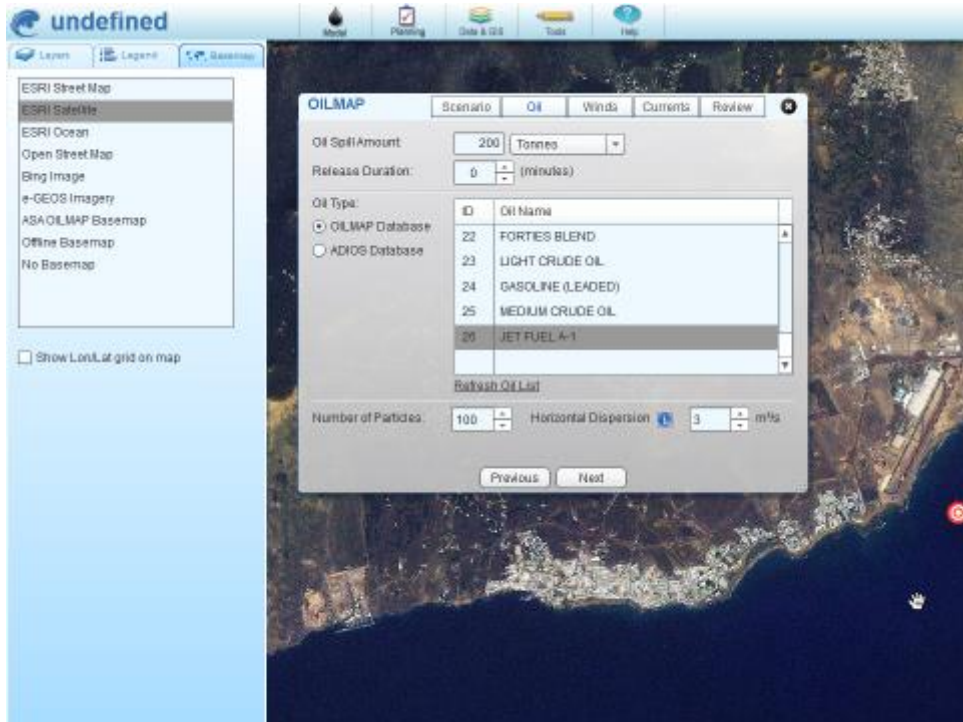 undefined
Model Planning Data & GIS Tools Help
Layers Legend Basemap
ESRI Street Map
ESRI Satellite
ESRI Ocean
Open Street Map
Bing Image
e-GEOS Imagery
ASA OILMAP Basemap
Offline Basemap
No Basemap
Show Lon/Lat grid on map
OILMAP Scenario Oil Winds Currents Review
Oil Spill Amount: 200 Tonnes
Release Duration: 0 (minutes)
Oil Type:
OILMAP Database
ADIOS Database
ID Oil Name
22 FORTIES BLEND
23 LIGHT CRUDE OIL
24 GASOLINE (LEADED)
25 MEDIUM CRUDE OIL
26 JET FUEL A-1
Refresh Oil List
Number of Particles: 100 Horizontal Dispersion 3 m²/s
Previous Next